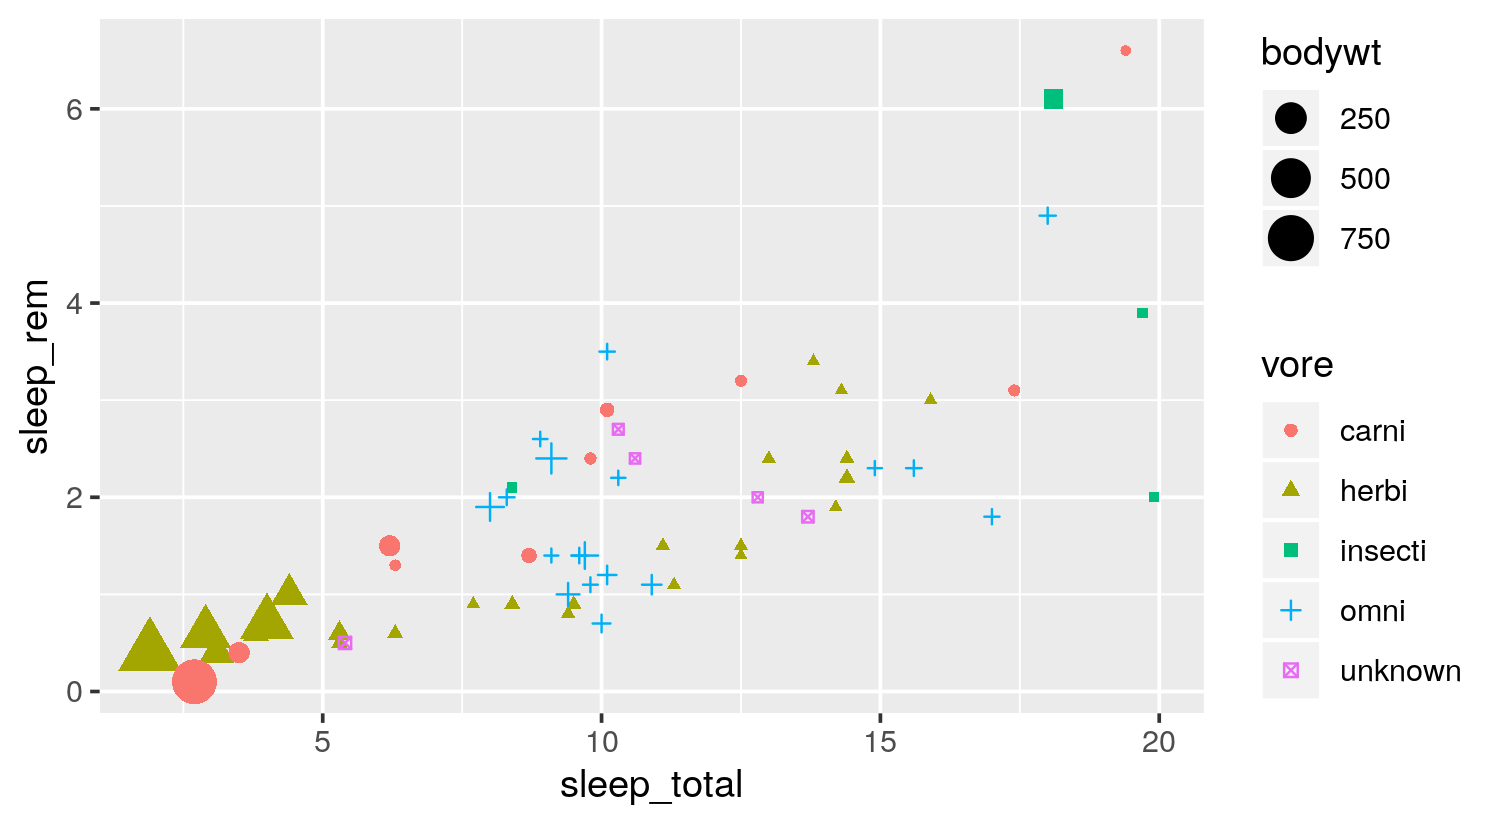 sleep_rem
6
4
2
0
5 10 15 20
sleep_total
bodywt
250
500
750
vore
carni
herbi
insecti
omni
unknown